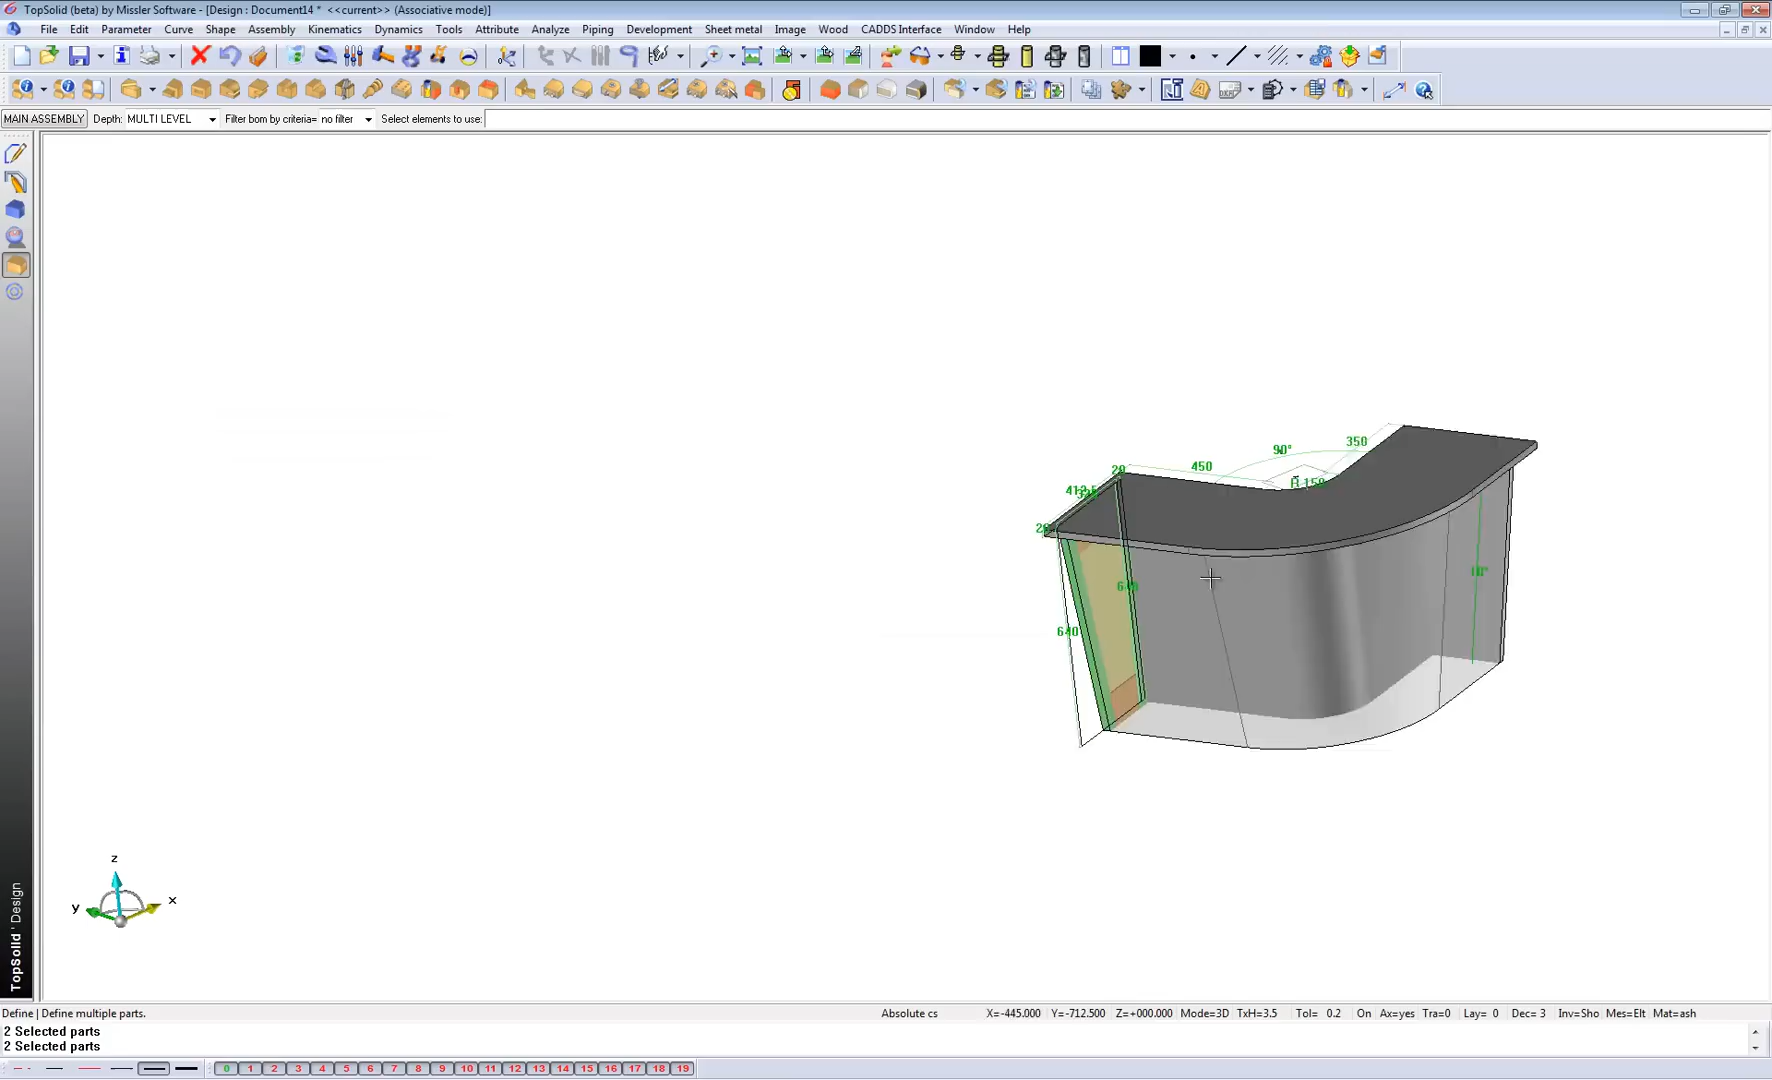 TopSolid (beta) by Missler Software - [Design : Document14 * <<current>> (Associative mode)]
File Edit Parameter Curve Shape Assembly Kinematics Dynamics Tools Attribute Analyze Piping Development Sheet metal Image Wood CADDS Interface Window Help
MAIN ASSEMBLY Depth: MULTI LEVEL Filter bom by criteria= no filter Select elements to use:
90°
350
450
20
R 150
20
640
10°
z
y
x
TopSolid ' Design
Define | Define multiple parts. Absolute cs X=-445.000 Y=-712.500 Z=+000.000 Mode=3D TxH=3.5 Tol= 0.2 On Ax=yes Tra=0 Lay= 0 Dec= 3 Inv=Sho Mes=Elt Mat=ash
2 Selected parts
2 Selected parts
0 1 2 3 4 5 6 7 8 9 10 11 12 13 14 15 16 17 18 19